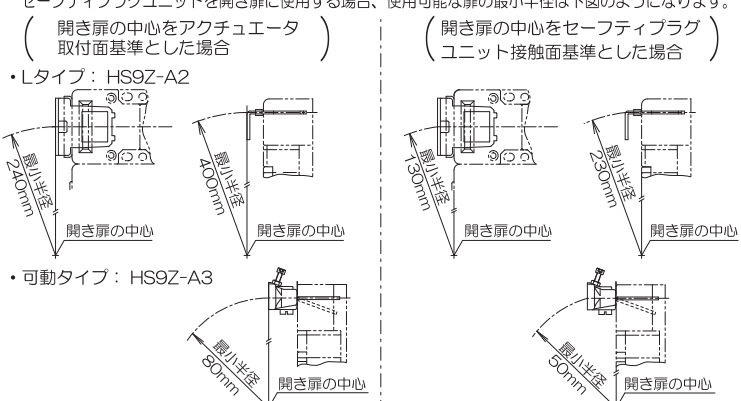 セーフティプラグユニットを開き扉に使用する場合、使用可能な扉の最小半径は下図のようになります。
開き扉の中心をアクチュエータ
取付面基準とした場合
開き扉の中心をセーフティプラグ
ユニット接触面基準とした場合
・Lタイプ： HS9Z-A2
最小半径
240mm
開き扉の中心
最小半径
400mm
開き扉の中心
最小半径
130mm
開き扉の中心
最小半径
230mm
開き扉の中心
・可動タイプ： HS9Z-A3
最小半径
80mm
開き扉の中心
最小半径
50mm
開き扉の中心